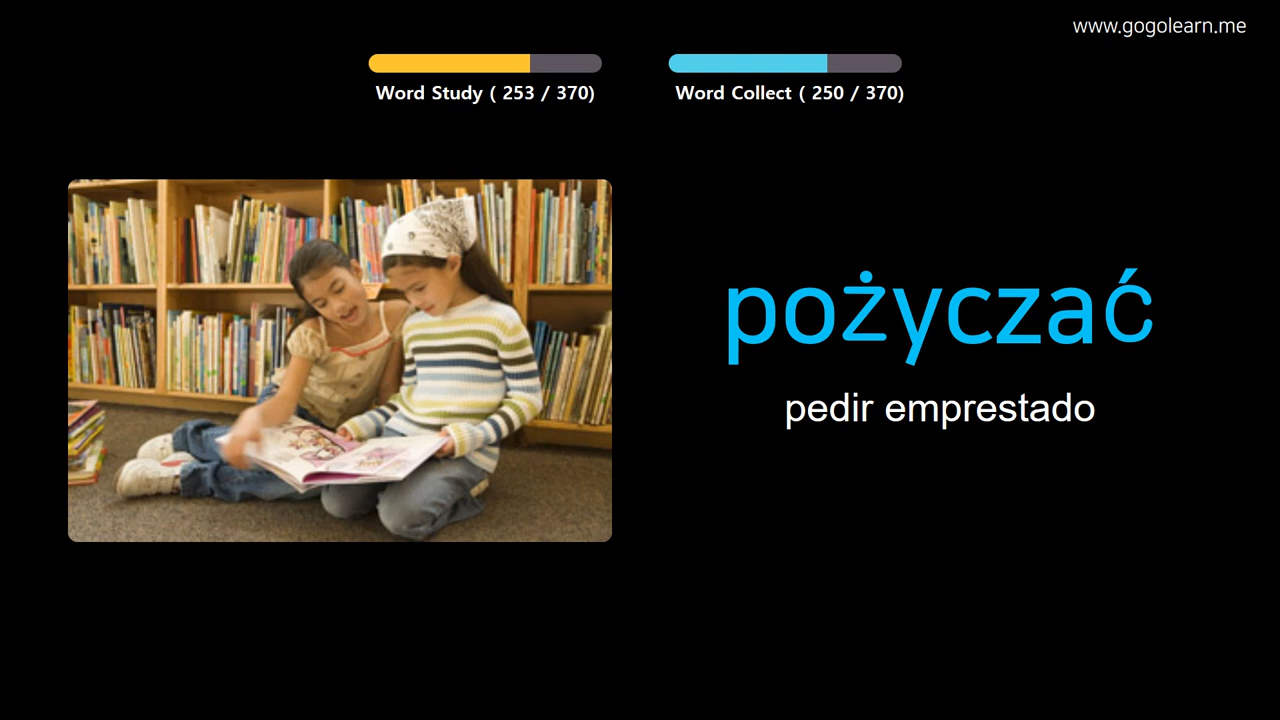 www.gogolearn.me
Word Study ( 253 / 370)
Word Collect ( 250 / 370)
pożyczać
pedir emprestado